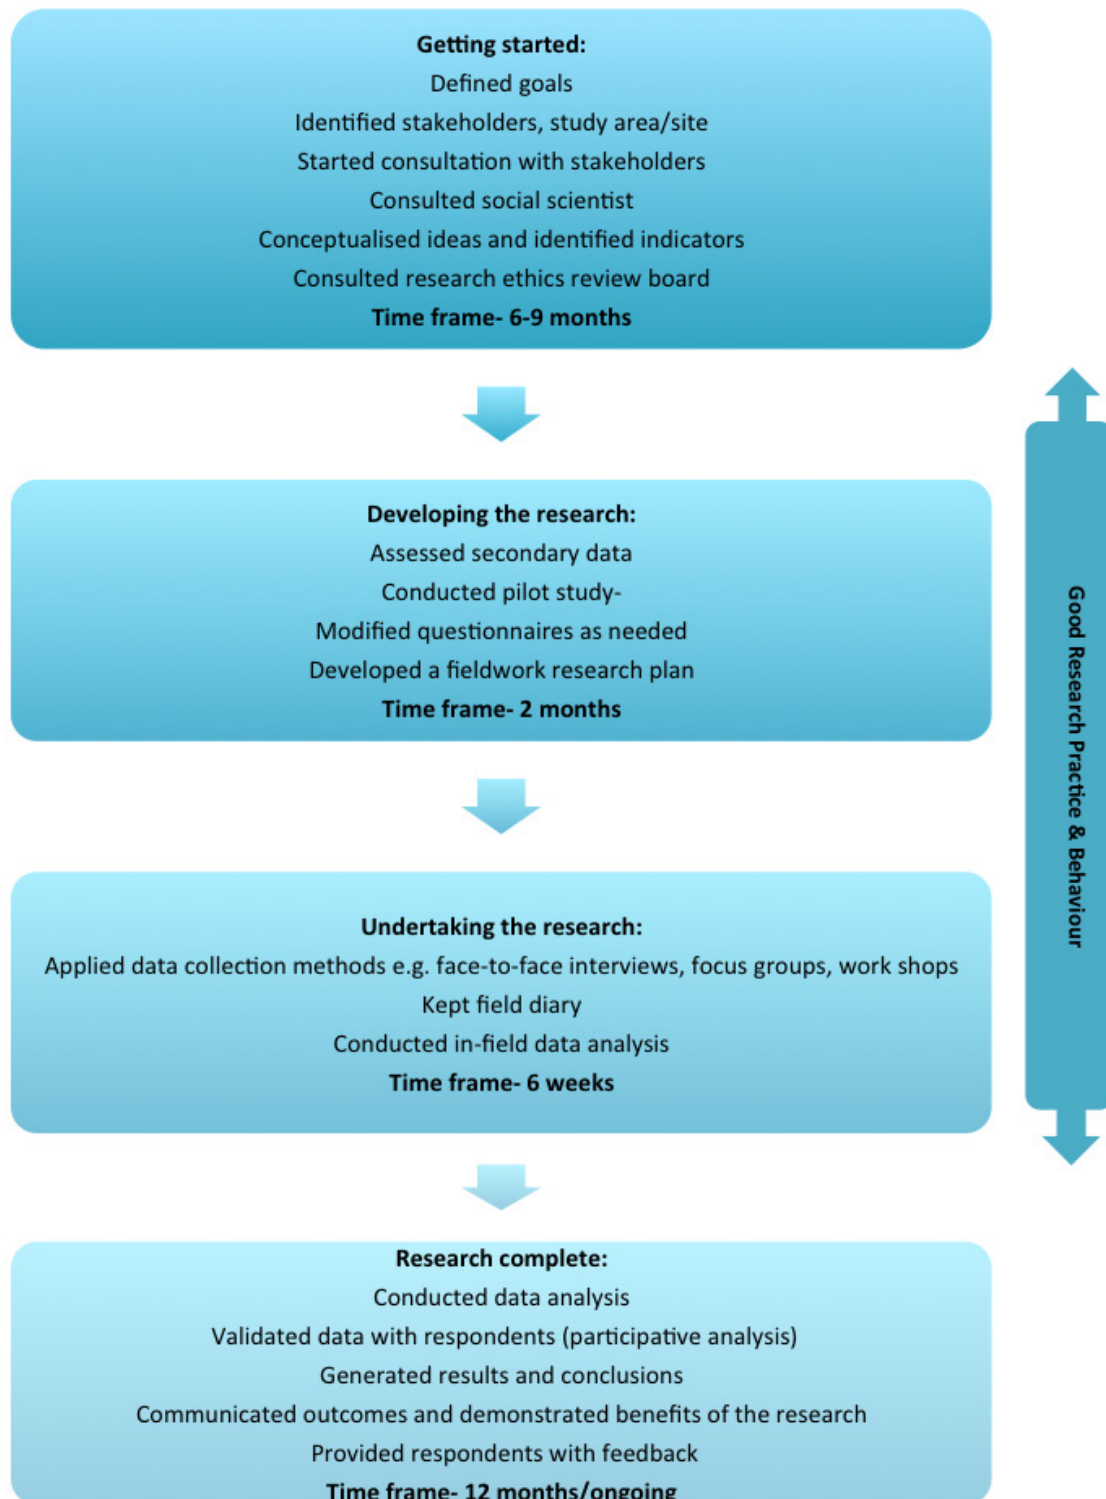 Getting started:
Defined goals
Identified stakeholders, study area/site
Started consultation with stakeholders
Consulted social scientist
Conceptualised ideas and identified indicators
Consulted research ethics review board
Time frame- 6-9 months
Developing the research:
Assessed secondary data
Conducted pilot study-
Modified questionnaires as needed
Developed a fieldwork research plan
Time frame- 2 months
Undertaking the research:
Applied data collection methods e.g. face-to-face interviews, focus groups, work shops
Kept field diary
Conducted in-field data analysis
Time frame- 6 weeks
Research complete:
Conducted data analysis
Validated data with respondents (participative analysis)
Generated results and conclusions
Communicated outcomes and demonstrated benefits of the research
Provided respondents with feedback
Time frame- 12 months/ongoing
Good Research Practice & Behaviour